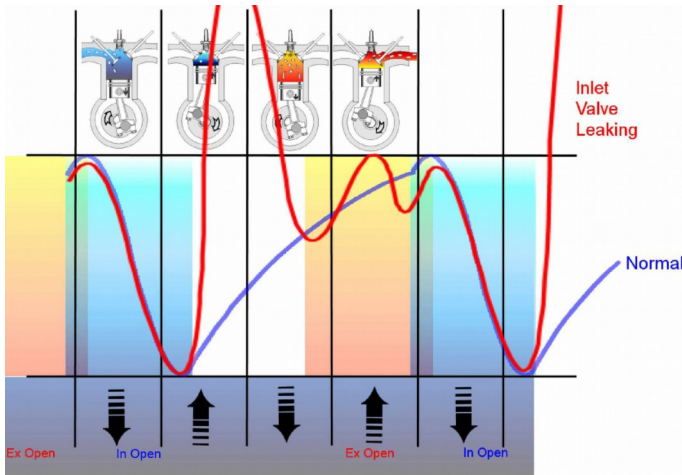 Inlet
Valve
Leaking
Normal
Ex Open
In Open
Ex Open
In Open